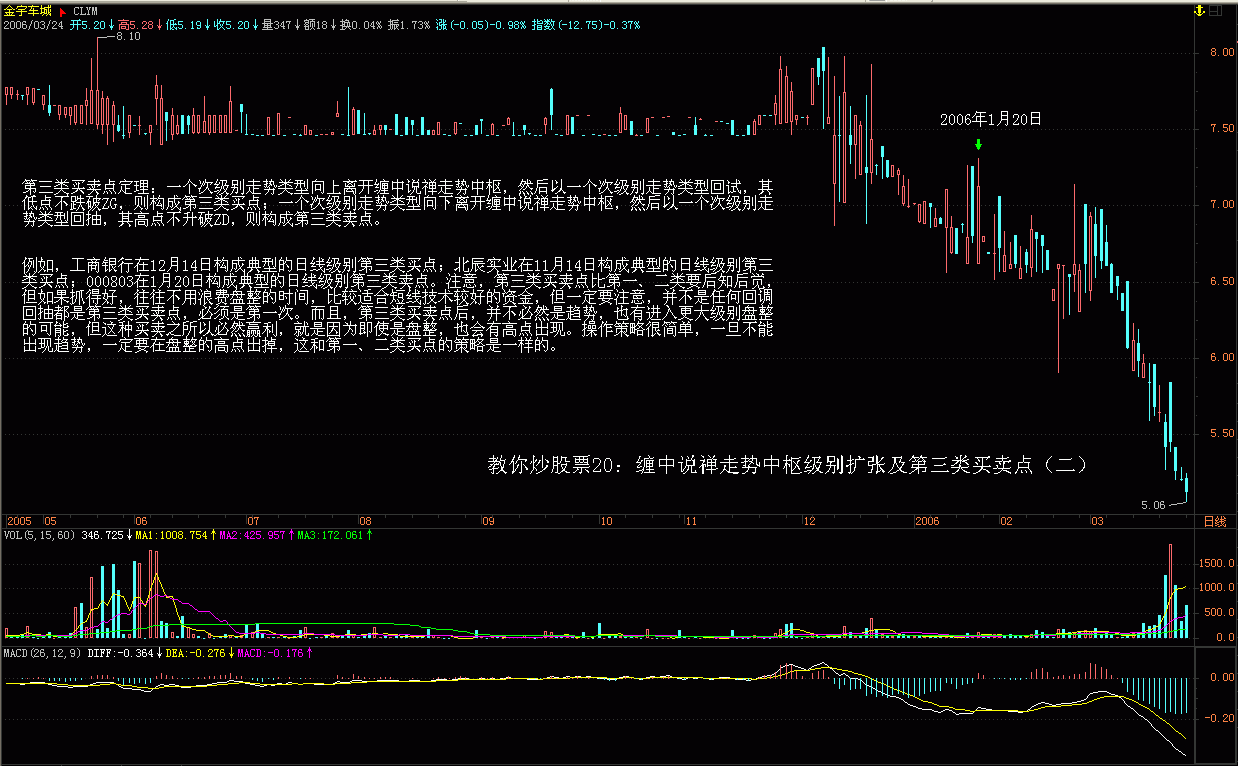 金宇车城 CLYM
2006/03/24 开5.20↓高5.28↓低5.19↓收5.20↓量347↓额18↓换0.04% 振1.73% 涨(-0.05)-0.98% 指数(-12.75)-0.37%
8.10
8.00
2006年1月20日
7.50
第三类买卖点定理：一个次级别走势类型向上离开缠中说禅走势中枢，然后以一个次级别走势类型回试，其
低点不跌破ZG，则构成第三类买点；一个次级别走势类型向下离开缠中说禅走势中枢，然后以一个次级别走
势类型回抽，其高点不升破ZD，则构成第三类卖点。
7.00
例如，工商银行在12月14日构成典型的日线级别第三类买点；北辰实业在11月14日构成典型的日线级别第三
类买点；000803在1月20日构成典型的日线级别第三类卖点。注意，第三类买卖点比第一、二类要后知后觉，
但如果抓得好，往往不用浪费盘整的时间，比较适合短线技术较好的资金，但一定要注意，并不是任何回调
回抽都是第三类买卖点，必须是第一次。而且，第三类买卖点后，并不必然是趋势，也有进入更大级别盘整
的可能，但这种买卖之所以必然赢利，就是因为即使是盘整，也会有高点出现。操作策略很简单，一旦不能
出现趋势，一定要在盘整的高点出掉，这和第一、二类买点的策略是一样的。
6.50
6.00
5.50
教你炒股票20：缠中说禅走势中枢级别扩张及第三类买卖点（二）
5.06
2005 05 06 07 08 09 10 11 12 2006 02 03 日线
VOL(5,15,60) 346.725↓MA1:1008.754↑MA2:425.957↑MA3:172.061↑
1500.0
1000.0
500.0
0.0
MACD(26,12,9) DIFF:-0.364↓DEA:-0.276↓MACD:-0.176↑
0.00
-0.20